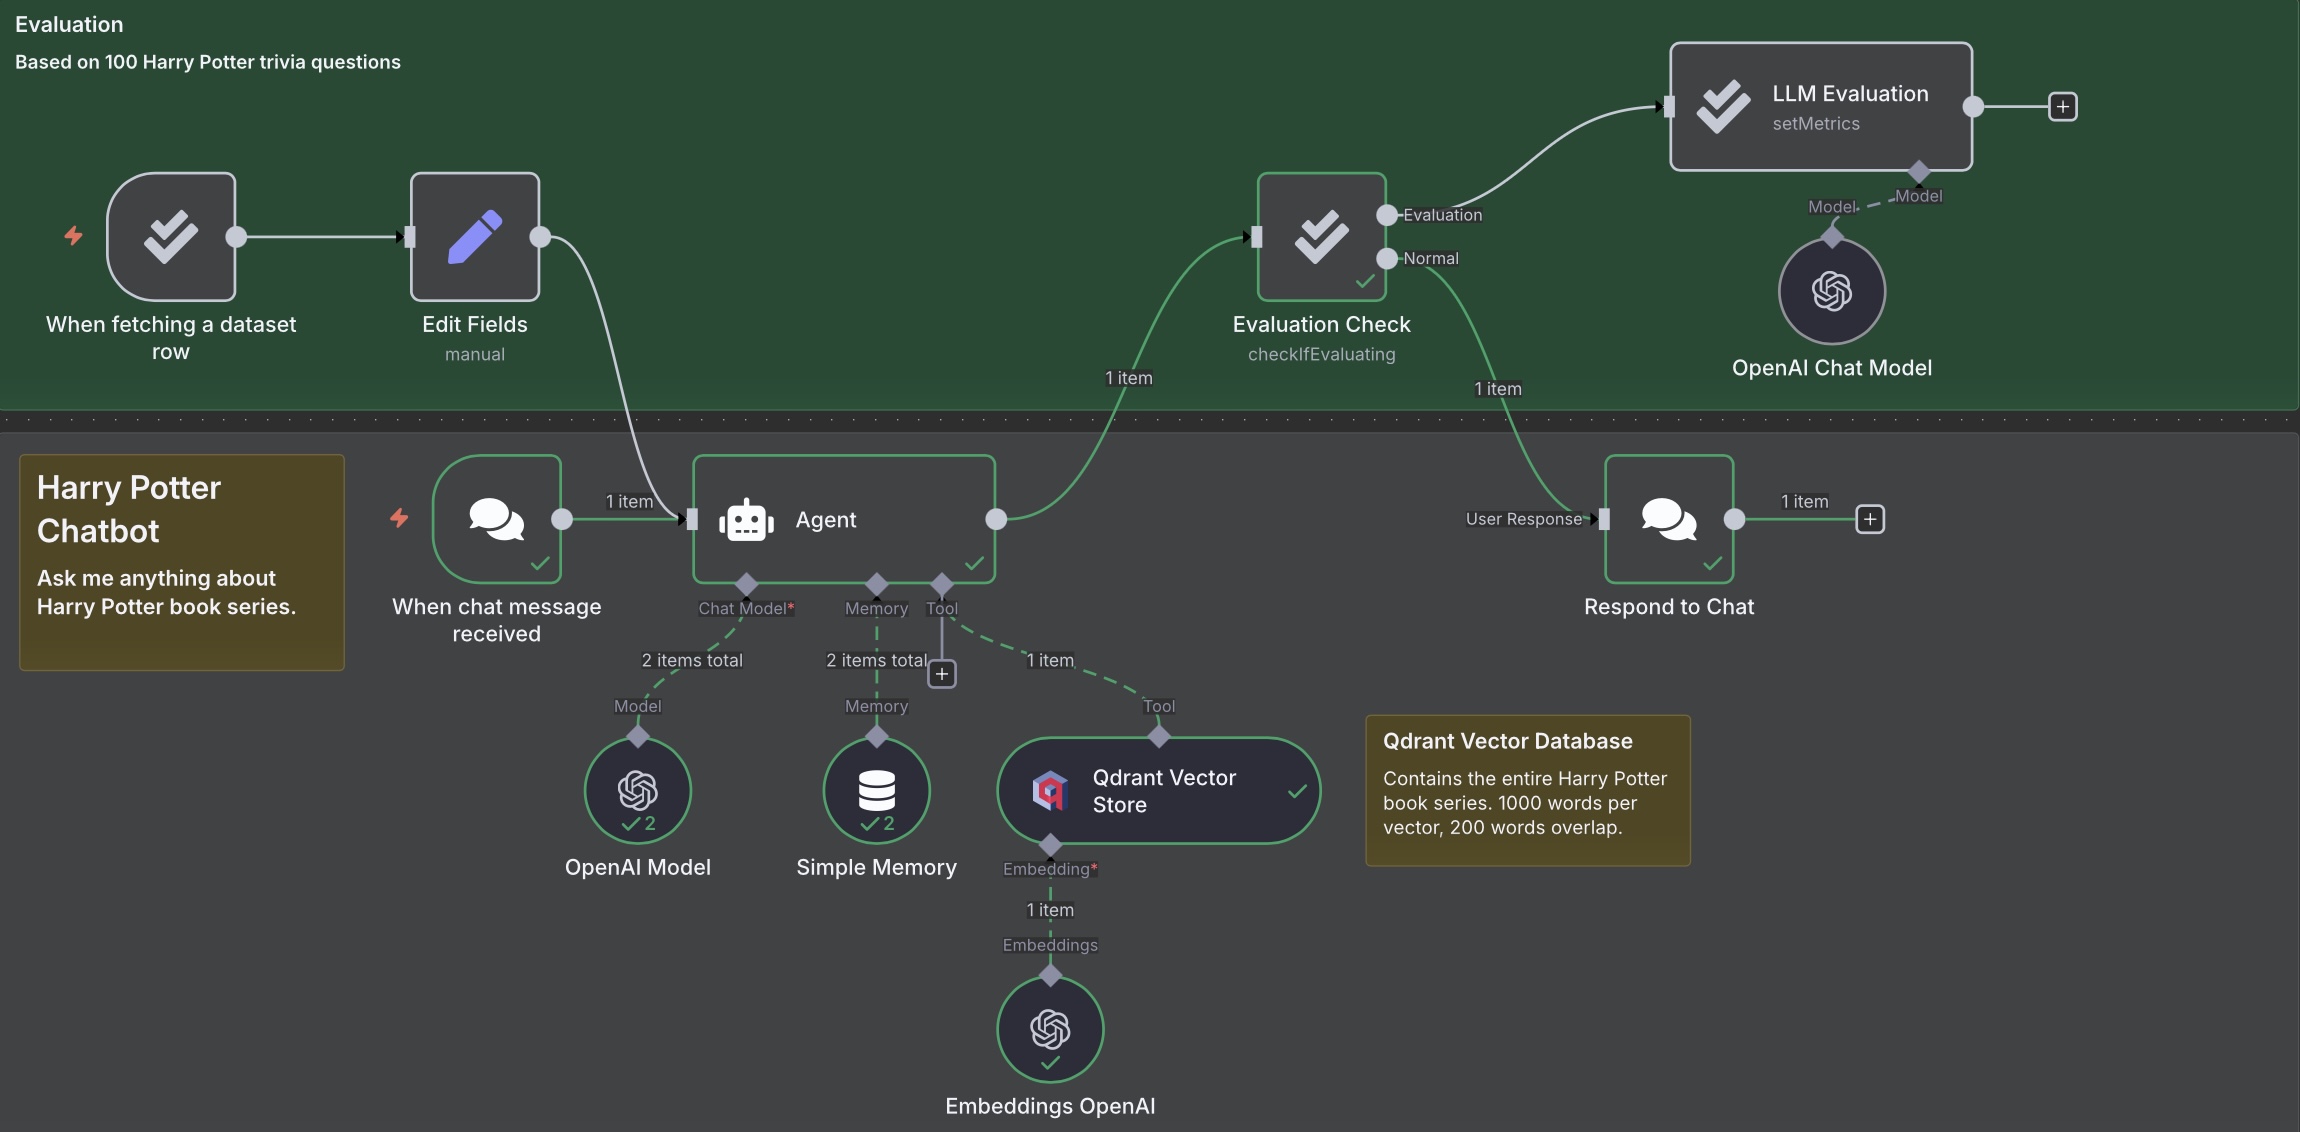 Evaluation
Based on 100 Harry Potter trivia questions
LLM Evaluation
setMetrics
Model
Model
OpenAI Chat Model
When fetching a dataset
row
Edit Fields
manual
Evaluation
Normal
Evaluation Check
checkIfEvaluating
1 item
1 item
Harry Potter
Chatbot
Ask me anything about
Harry Potter book series.
When chat message
received
1 item
Agent
Chat Model*
Memory
Tool
User Response
Respond to Chat
1 item
2 items total
2 items total
1 item
Model
Memory
Tool
2
OpenAI Model
2
Simple Memory
Qdrant Vector
Store
Qdrant Vector Database
Contains the entire Harry Potter
book series. 1000 words per
vector, 200 words overlap.
Embedding*
1 item
Embeddings
Embeddings OpenAI